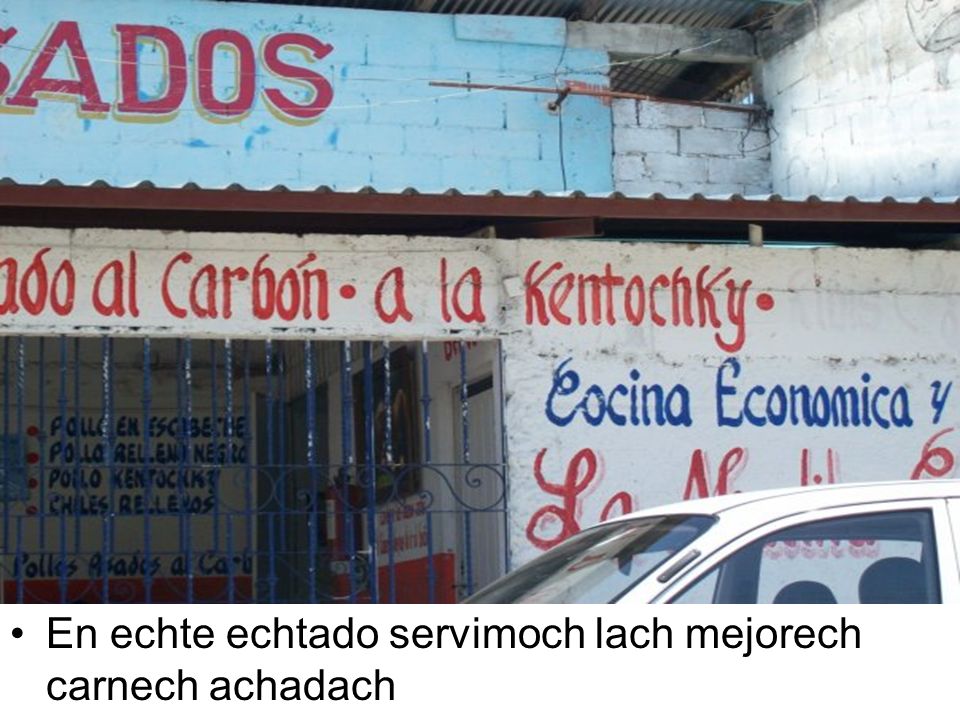 SADOS
ado al Carbón. a la Kentochky.
Cocina Economica y
La
• POLLO EN ESCABECHE
• POLLO RELLENO NEGRO
• POLLO KENTOCHKY
• CHILES RELLENOS
Pollos Asados al Carb
• En echte echtado servimoch lach mejorech
carnech achadach